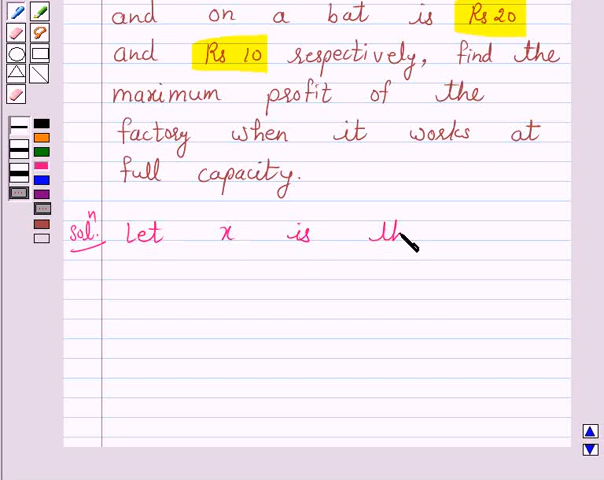 and on a bat is Rs 20
and Rs 10 respectively, find the
maximum profit of the
factory when it works at
full capacity.
Solⁿ. Let x is th